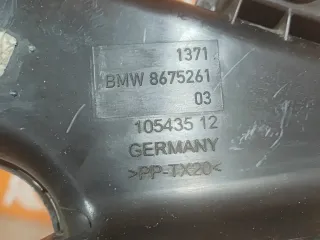 1371
BMW 8675261
03
105435 12
GERMANY
>PP-TX20<